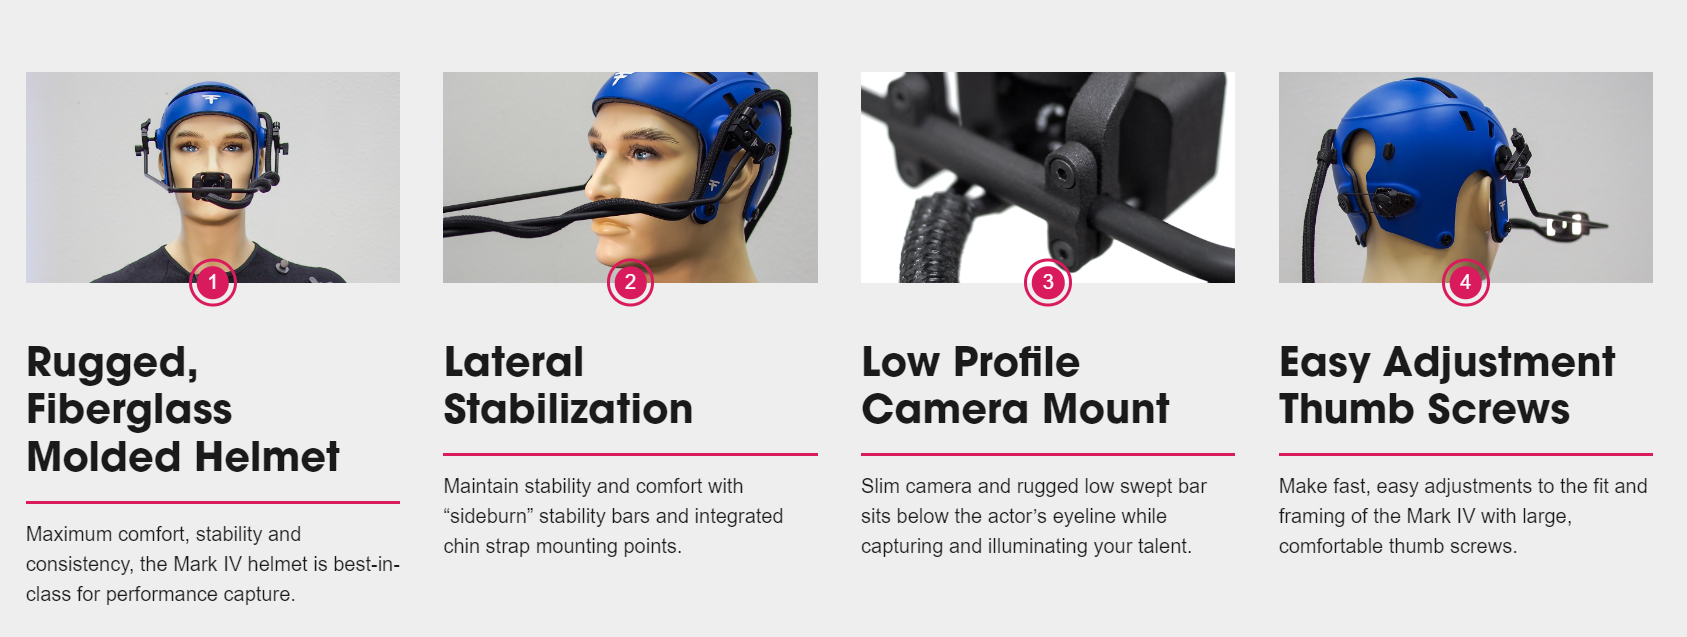 1
Rugged,
Fiberglass
Molded Helmet
Maximum comfort, stability and
consistency, the Mark IV helmet is best-in-
class for performance capture.
2
Lateral
Stabilization
Maintain stability and comfort with
“sideburn” stability bars and integrated
chin strap mounting points.
3
Low Profile
Camera Mount
Slim camera and rugged low swept bar
sits below the actor’s eyeline while
capturing and illuminating your talent.
4
Easy Adjustment
Thumb Screws
Make fast, easy adjustments to the fit and
framing of the Mark IV with large,
comfortable thumb screws.